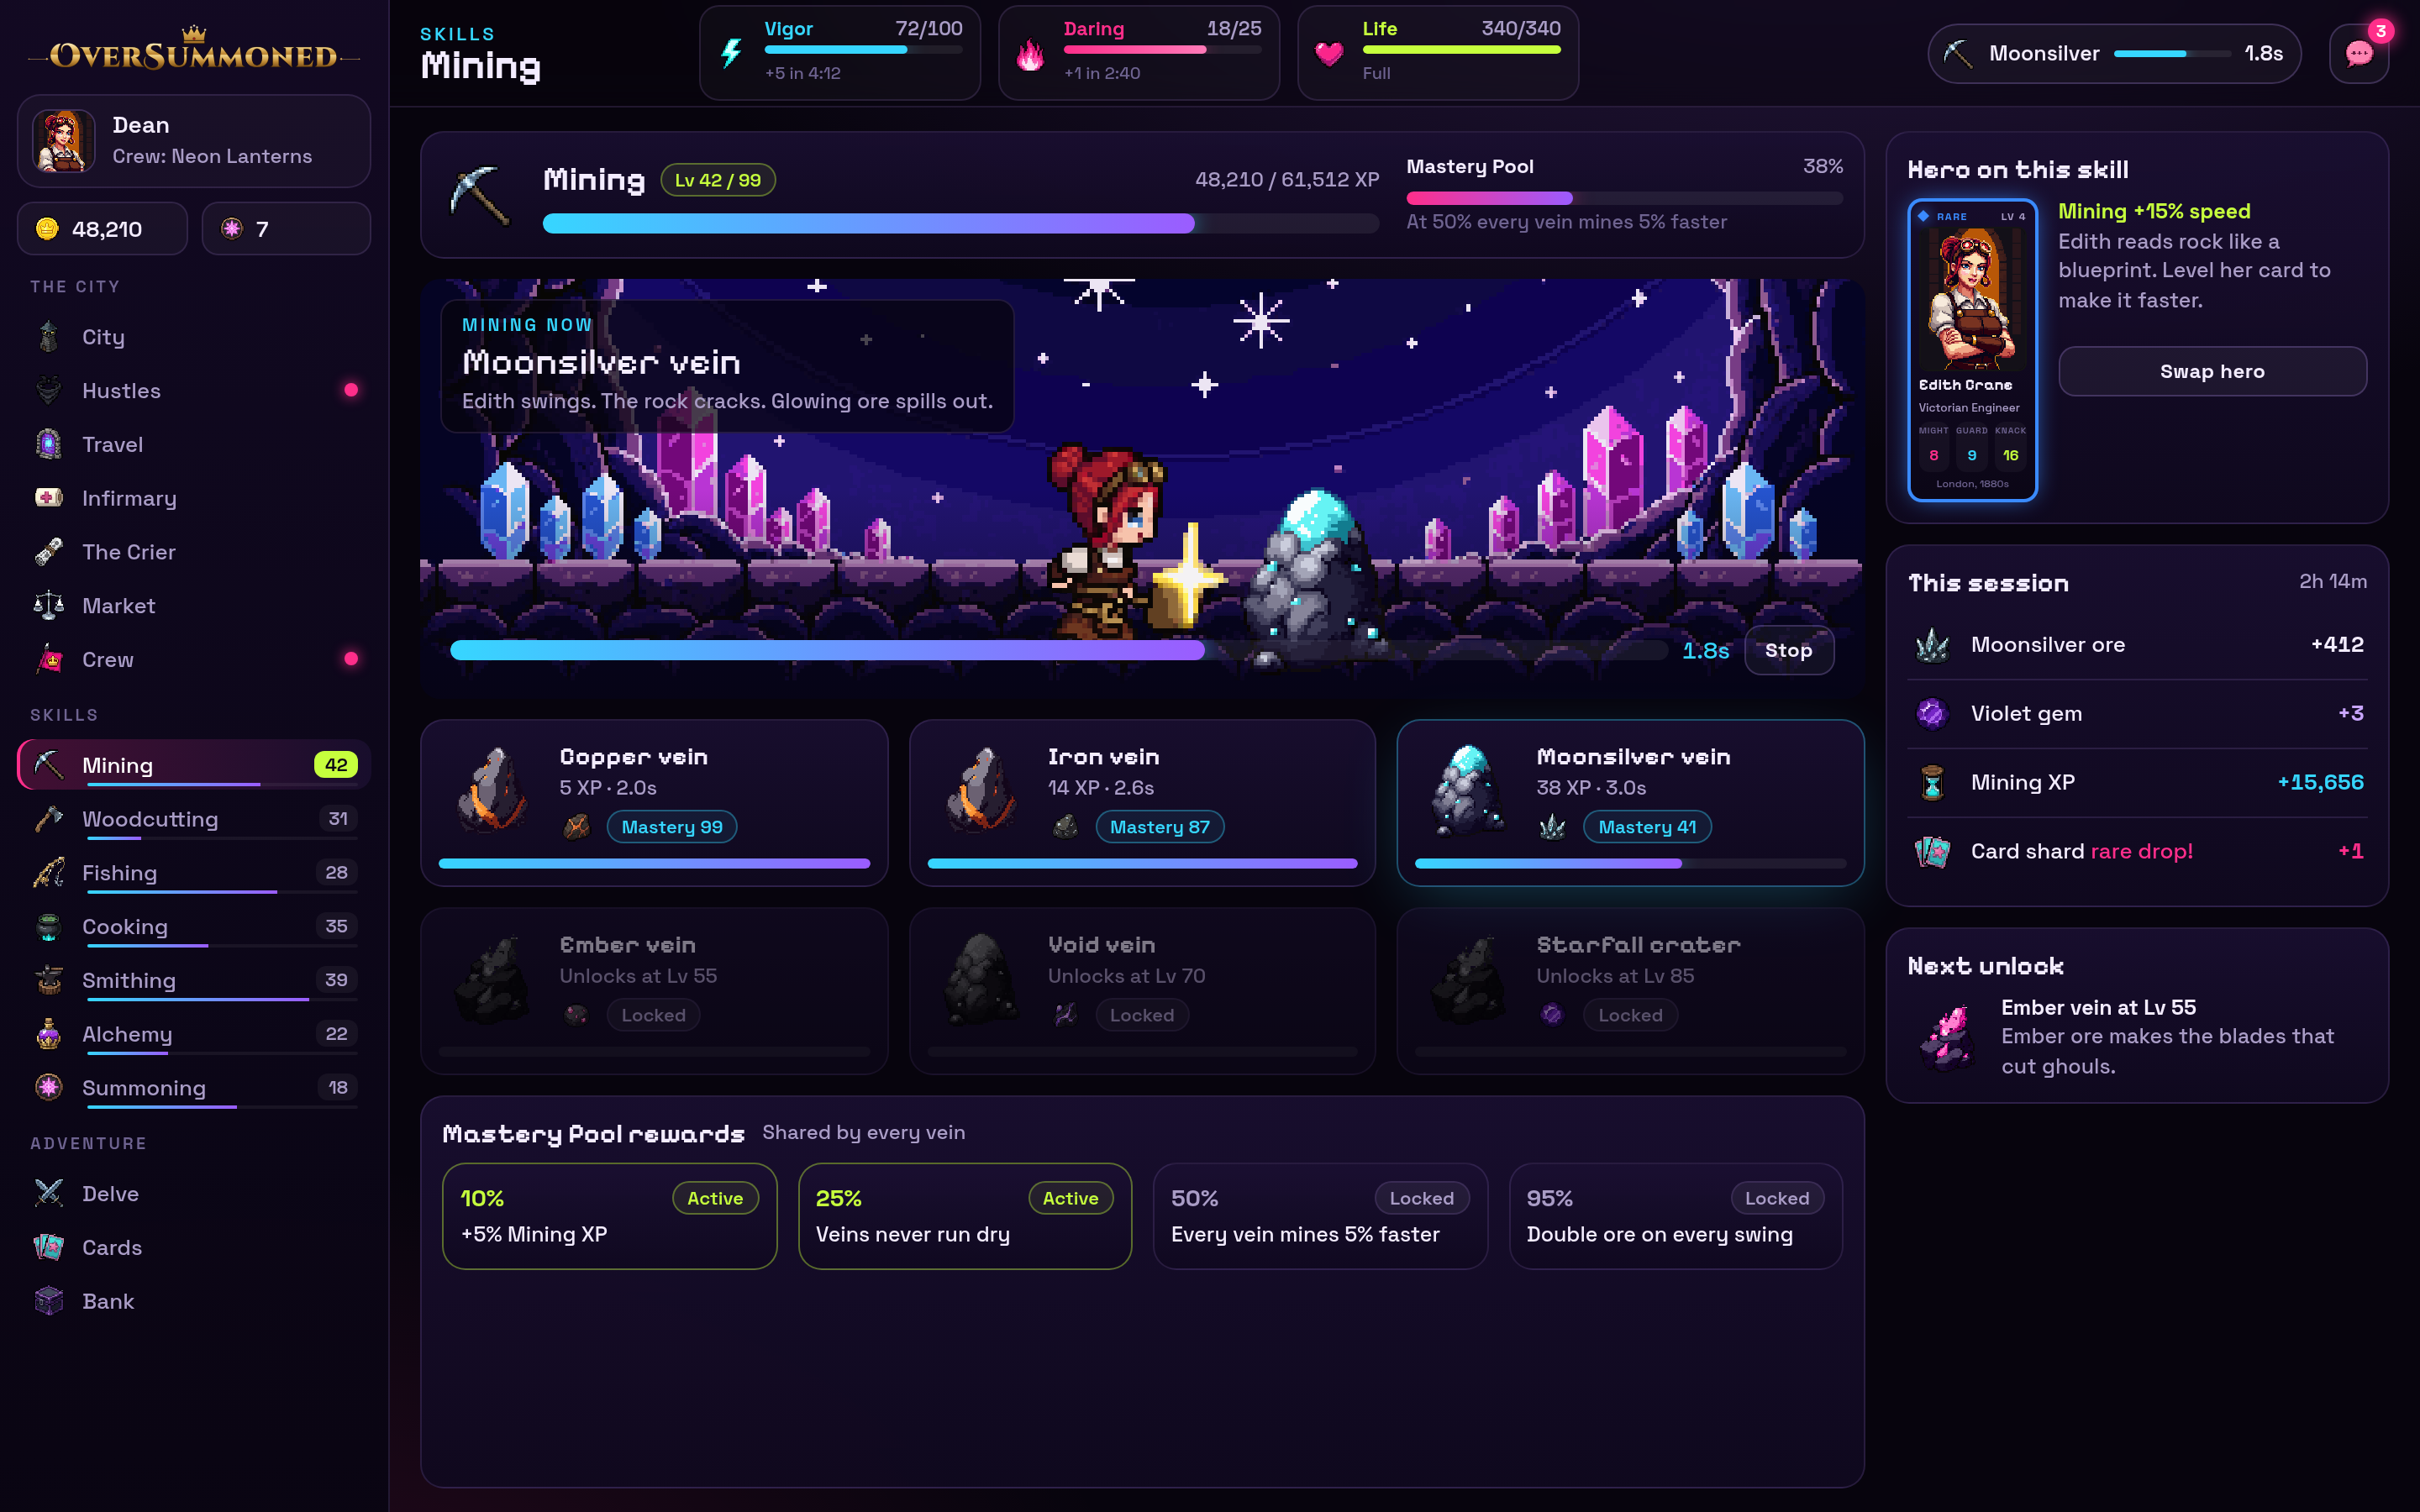 OVERSUMMONED
Dean
Crew: Neon Lanterns
48,210
7
THE CITY
City
Hustles
Travel
Infirmary
The Crier
Market
Crew
SKILLS
Mining 42
Woodcutting 31
Fishing 28
Cooking 35
Smithing 39
Alchemy 22
Summoning 18
ADVENTURE
Delve
Cards
Bank
SKILLS
Mining
Vigor 72/100
+5 in 4:12
Daring 18/25
+1 in 2:40
Life 340/340
Full
Moonsilver 1.8s
3
Mining Lv 42 / 99 48,210 / 61,512 XP
Mastery Pool 38%
At 50% every vein mines 5% faster
MINING NOW
Moonsilver vein
Edith swings. The rock cracks. Glowing ore spills out.
1.8s Stop
Copper vein
5 XP · 2.0s
Mastery 99
Iron vein
14 XP · 2.6s
Mastery 87
Moonsilver vein
38 XP · 3.0s
Mastery 41
Ember vein
Unlocks at Lv 55
Locked
Void vein
Unlocks at Lv 70
Locked
Starfall crater
Unlocks at Lv 85
Locked
Mastery Pool rewards Shared by every vein
10% Active
+5% Mining XP
25% Active
Veins never run dry
50% Locked
Every vein mines 5% faster
95% Locked
Double ore on every swing
Hero on this skill
RARE LV 4
Edith Crane
Victorian Engineer
MIGHT GUARD KNACK
8 9 16
London, 1880s
Mining +15% speed
Edith reads rock like a
blueprint. Level her card to
make it faster.
Swap hero
This session 2h 14m
Moonsilver ore +412
Violet gem +3
Mining XP +15,656
Card shard rare drop! +1
Next unlock
Ember vein at Lv 55
Ember ore makes the blades that
cut ghouls.